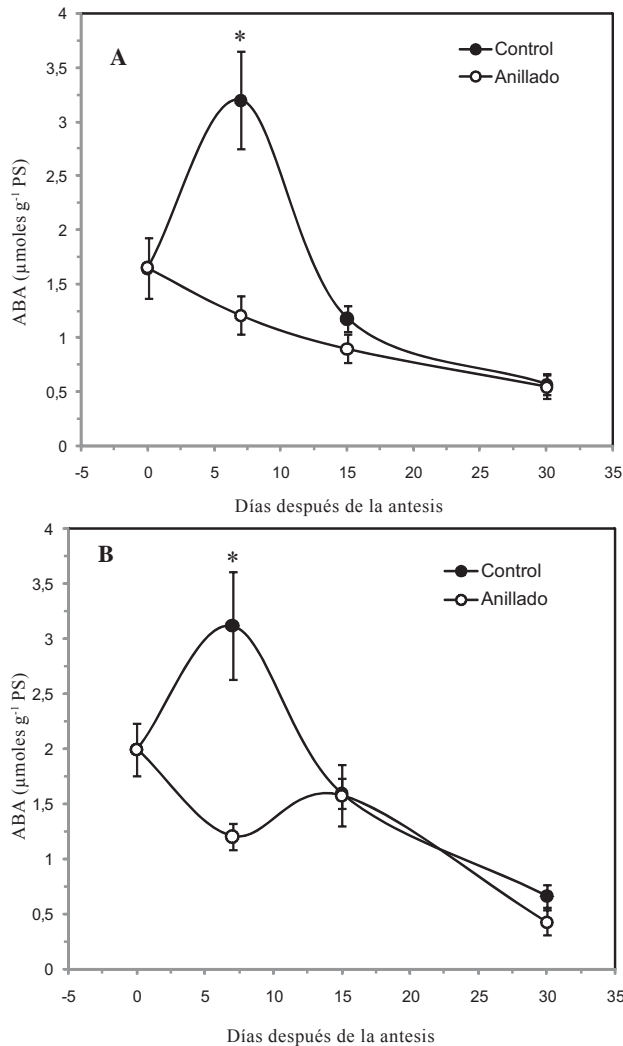 A
*
Control
Anillado
4
3,5
3
2,5
2
1,5
1
0,5
0
ABA (µmoles g-1 PS)
-5 0 5 10 15 20 25 30 35
Días después de la antesis
B
*
Control
Anillado
4
3,5
3
2,5
2
1,5
1
0,5
0
ABA (µmoles g-1 PS)
-5 0 5 10 15 20 25 30 35
Días después de la antesis